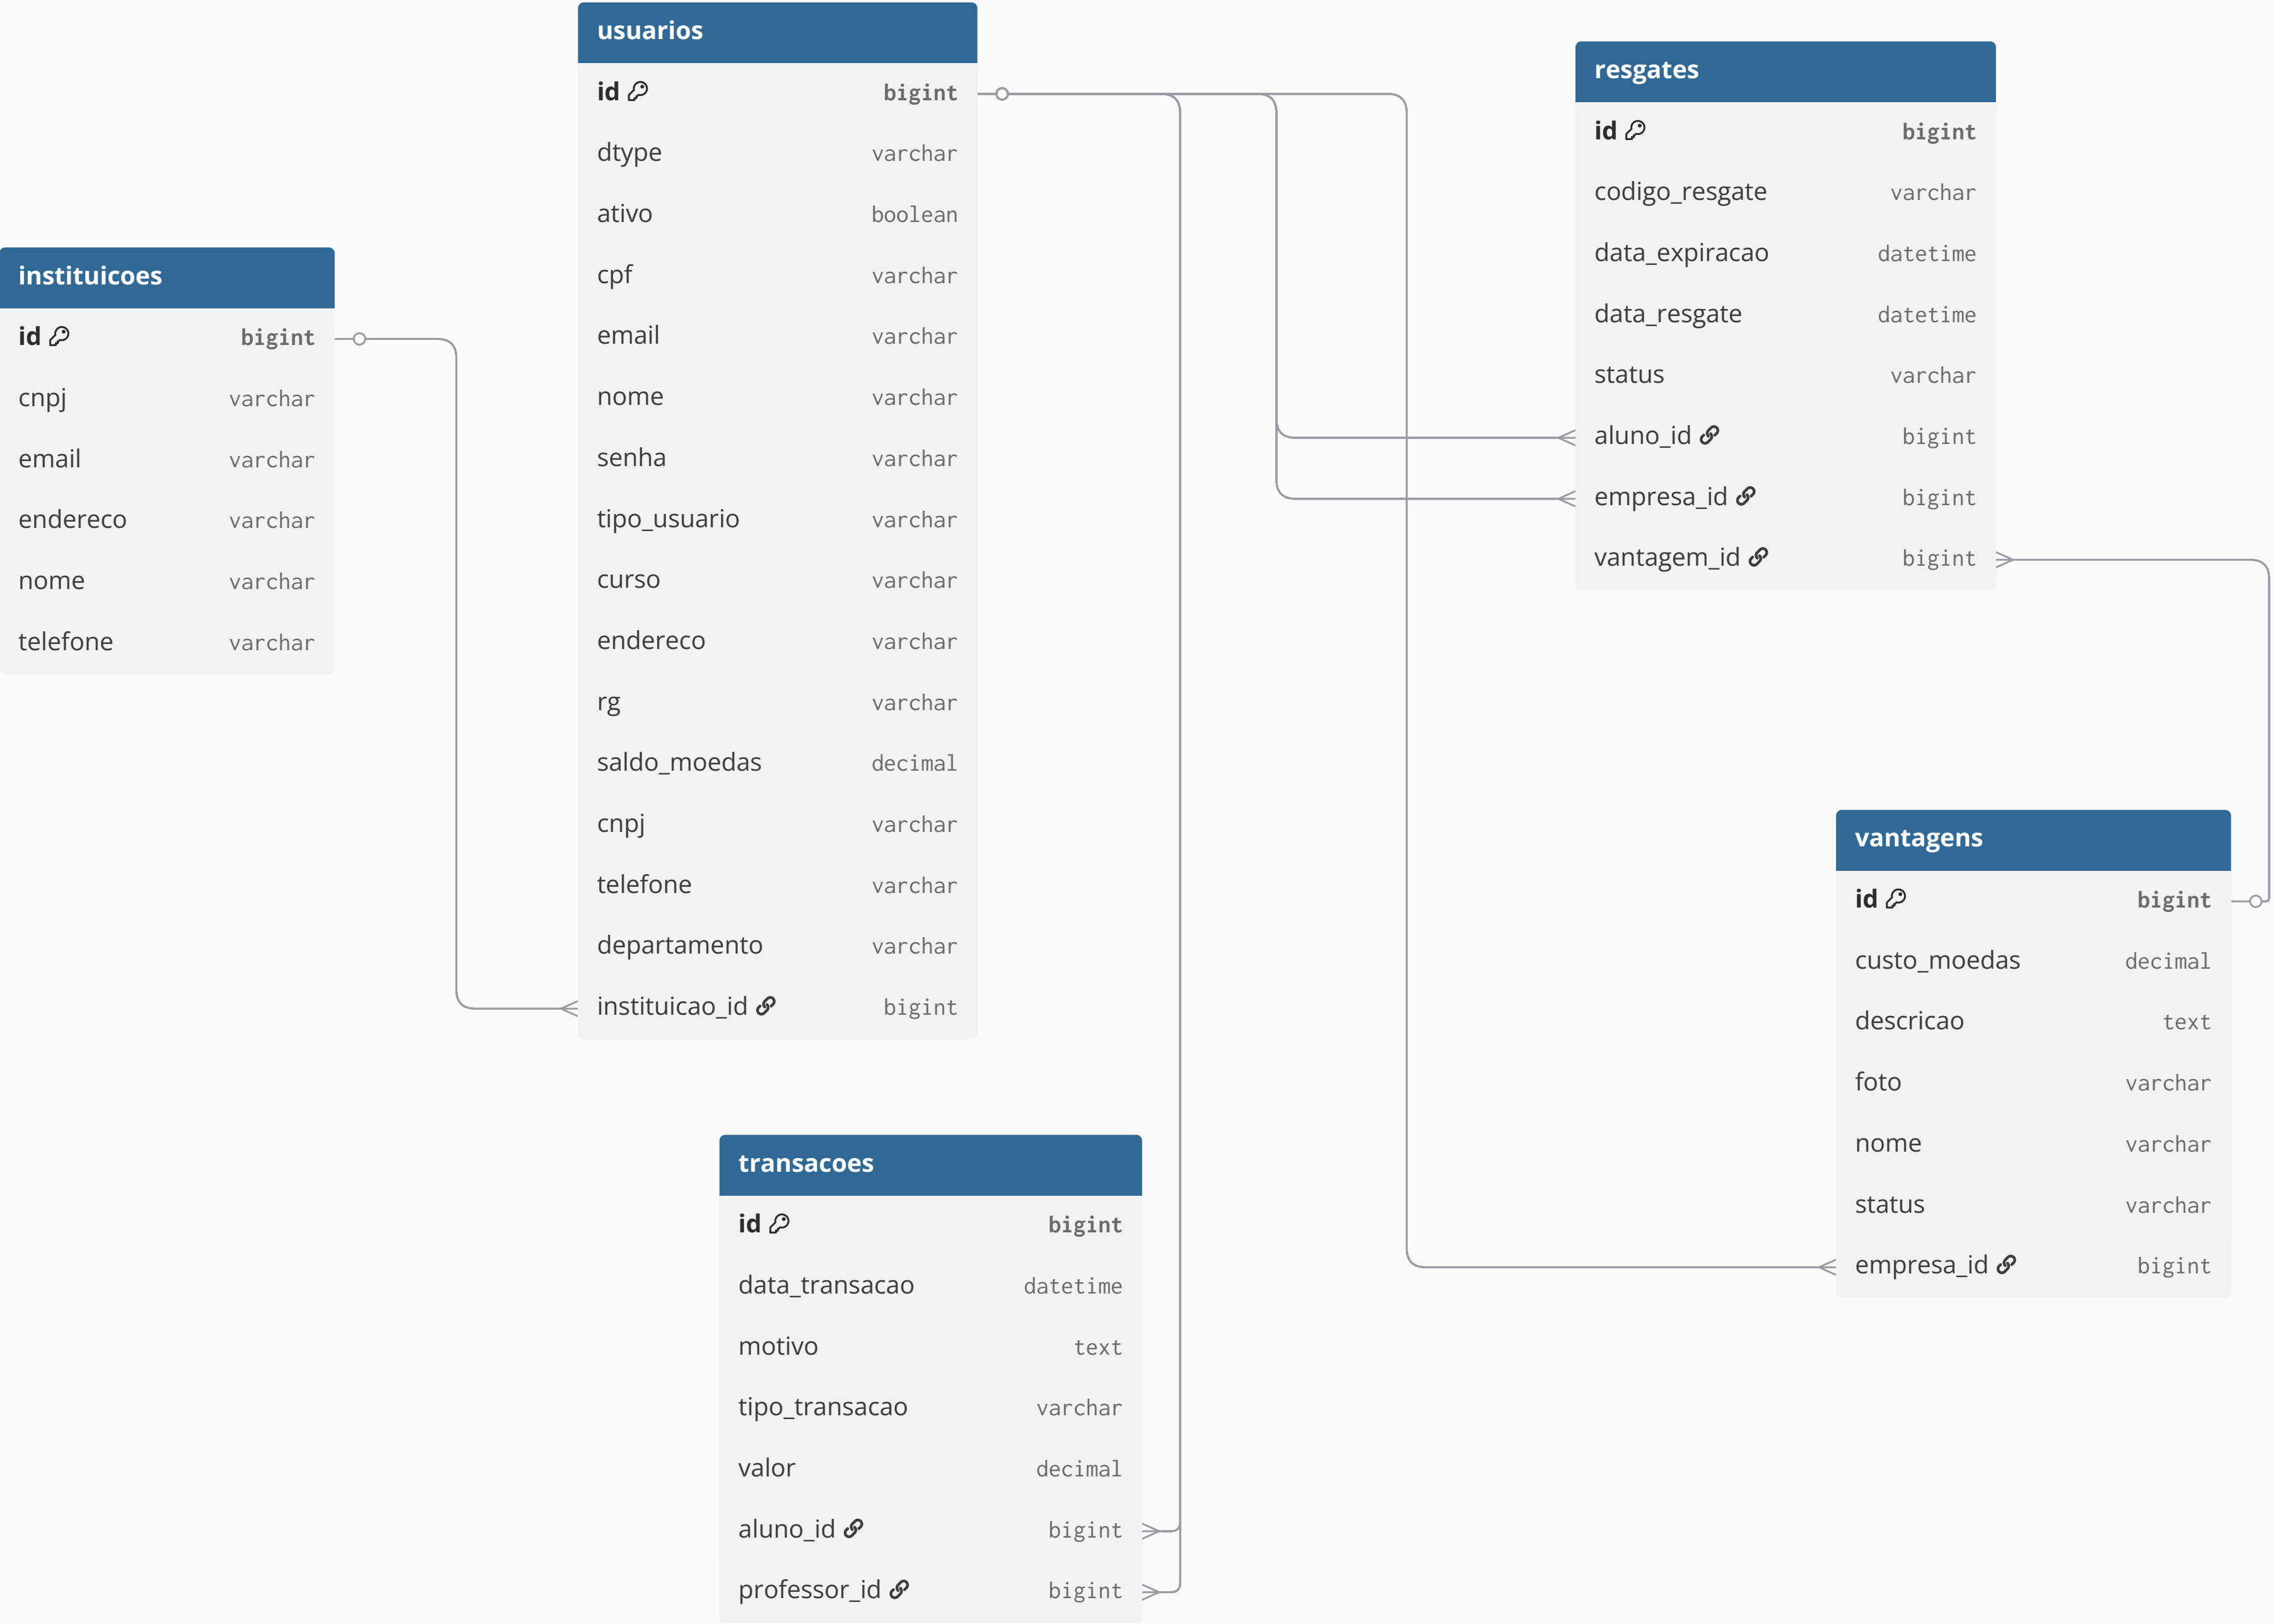 usuarios
id bigint
dtype varchar
ativo boolean
cpf varchar
email varchar
nome varchar
senha varchar
tipo_usuario varchar
curso varchar
endereco varchar
rg varchar
saldo_moedas decimal
cnpj varchar
telefone varchar
departamento varchar
instituicao_id bigint
resgates
id bigint
codigo_resgate varchar
data_expiracao datetime
data_resgate datetime
status varchar
aluno_id bigint
empresa_id bigint
vantagem_id bigint
instituicoes
id bigint
cnpj varchar
email varchar
endereco varchar
nome varchar
telefone varchar
vantagens
id bigint
custo_moedas decimal
descricao text
foto varchar
nome varchar
status varchar
empresa_id bigint
transacoes
id bigint
data_transacao datetime
motivo text
tipo_transacao varchar
valor decimal
aluno_id bigint
professor_id bigint